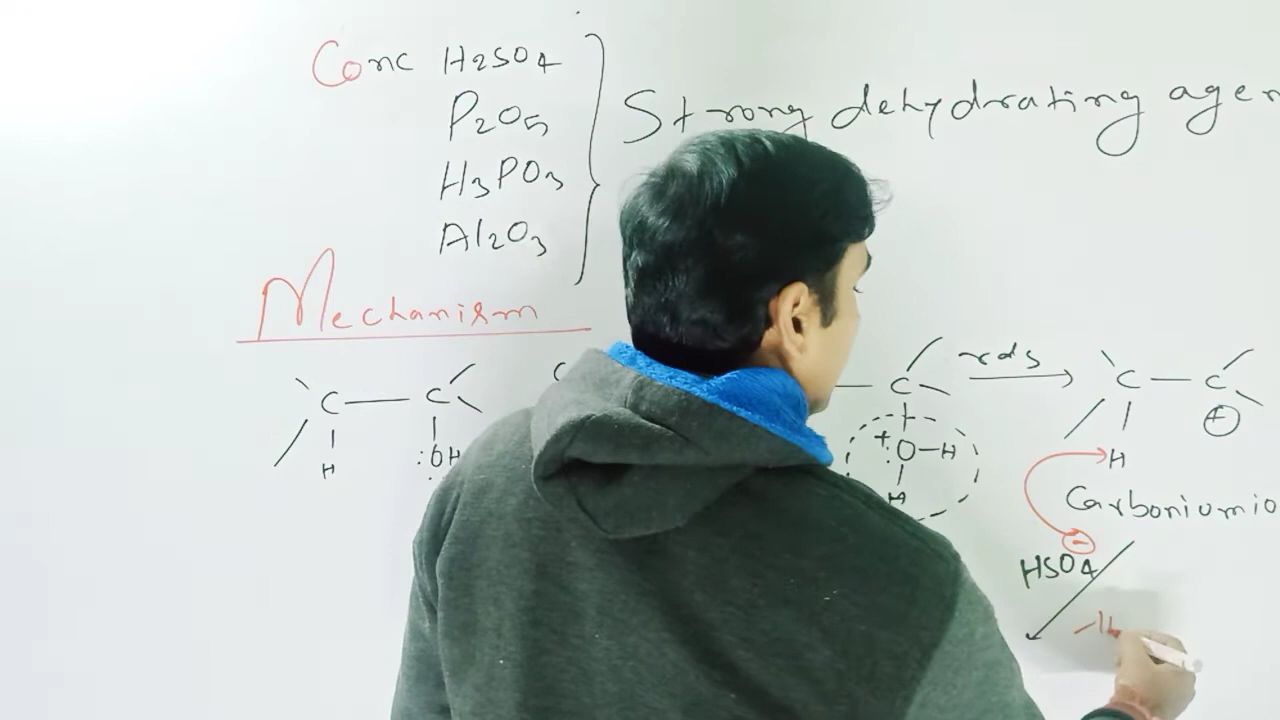 Conc H2SO4
P2O5
H3PO3
Al2O3
Strong dehydrating agen
Mechanism
C — C
H
:OH
C
+
:O—H
H
rds
C — C
+
H
Carboniumio
HSO4
-